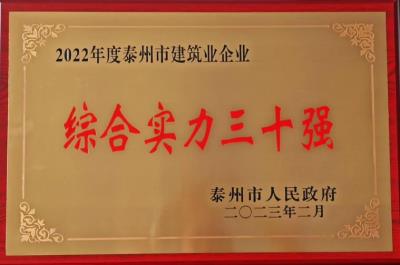 2022年度泰州市建筑业企业
综合实力三十强
泰州市人民政府
二〇二三年二月